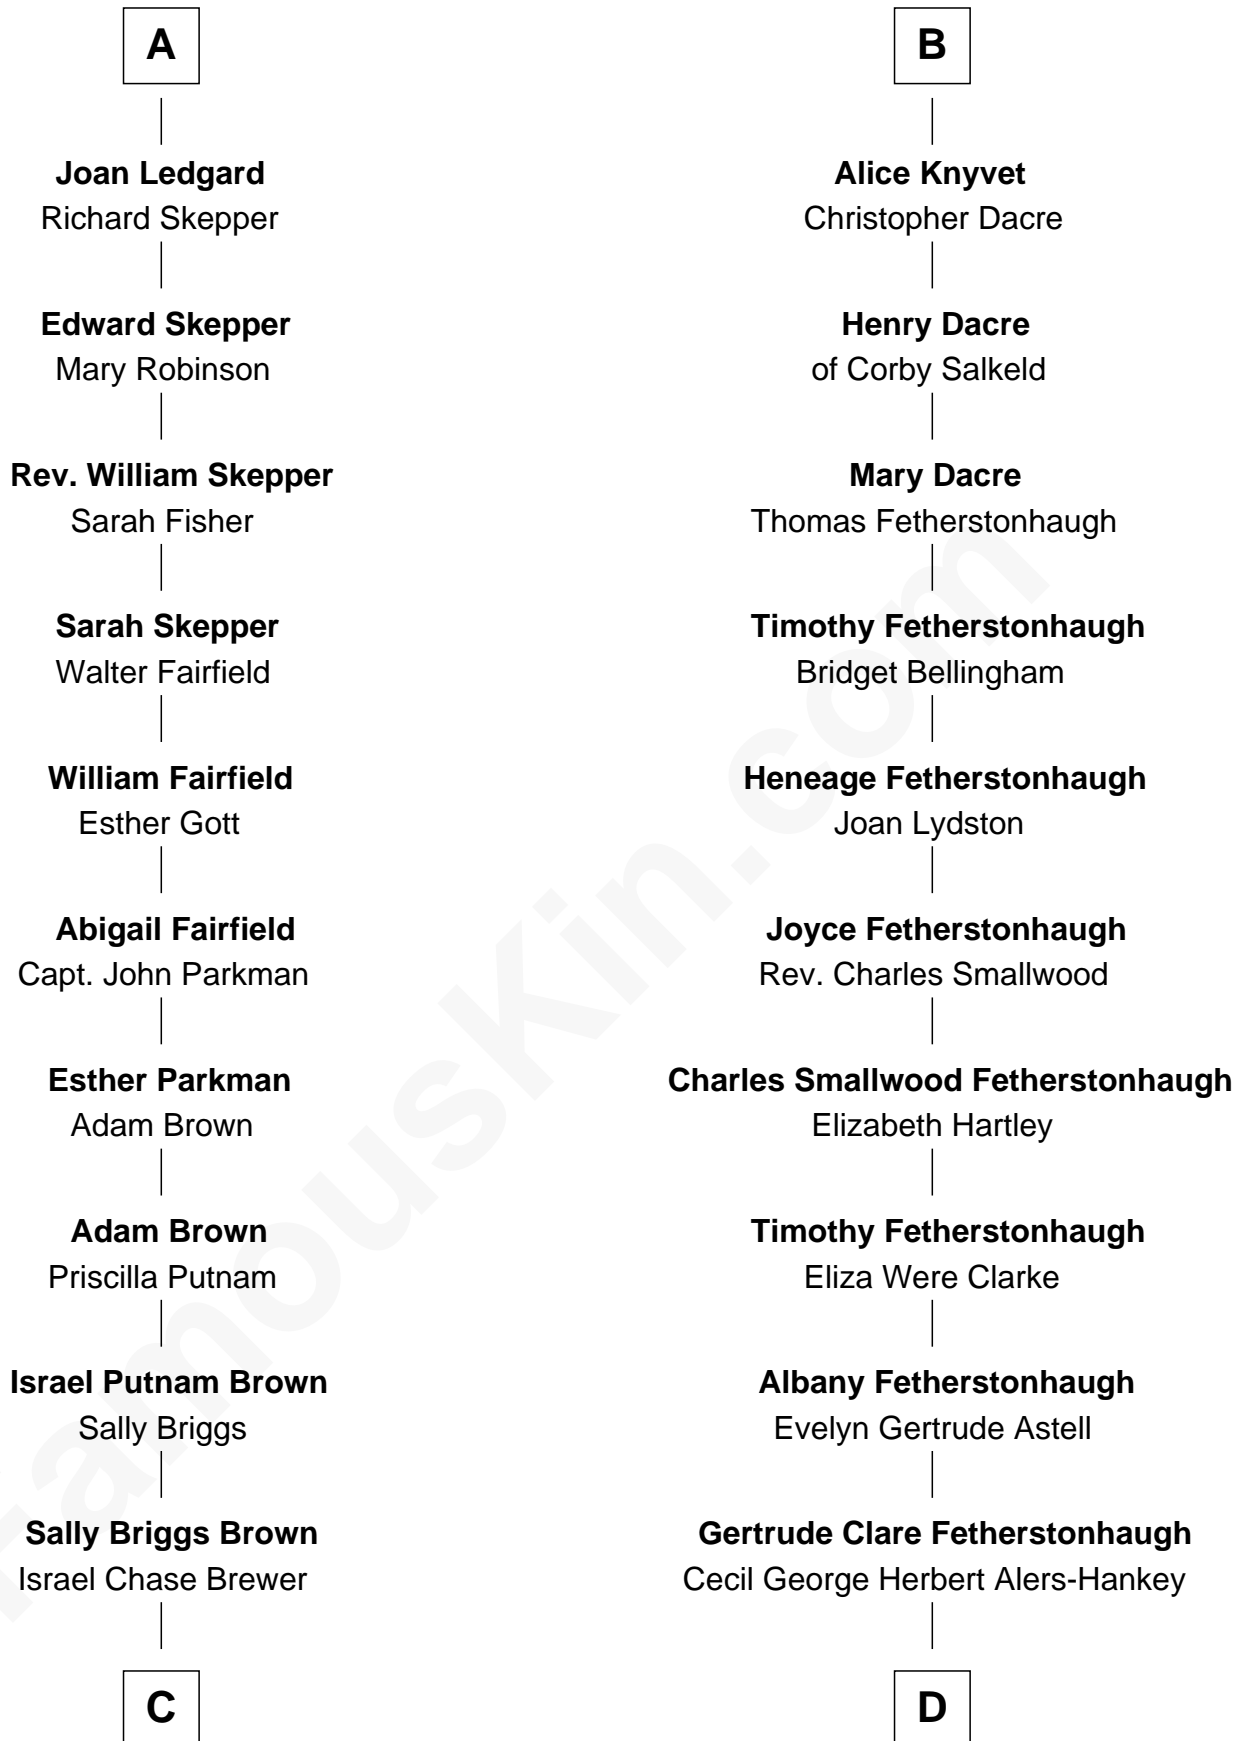 A
Joan Ledgard
Richard Skepper
Edward Skepper
Mary Robinson
Rev. William Skepper
Sarah Fisher
Sarah Skepper
Walter Fairfield
William Fairfield
Esther Gott
Abigail Fairfield
Capt. John Parkman
Esther Parkman
Adam Brown
Adam Brown
Priscilla Putnam
Israel Putnam Brown
Sally Briggs
Sally Briggs Brown
Israel Chase Brewer
C
B
Alice Knyvet
Christopher Dacre
Henry Dacre
of Corby Salkeld
Mary Dacre
Thomas Fetherstonhaugh
Timothy Fetherstonhaugh
Bridget Bellingham
Heneage Fetherstonhaugh
Joan Lydston
Joyce Fetherstonhaugh
Rev. Charles Smallwood
Charles Smallwood Fetherstonhaugh
Elizabeth Hartley
Timothy Fetherstonhaugh
Eliza Were Clarke
Albany Fetherstonhaugh
Evelyn Gertrude Astell
Gertrude Clare Fetherstonhaugh
Cecil George Herbert Alers-Hankey
D
FamousKin.com